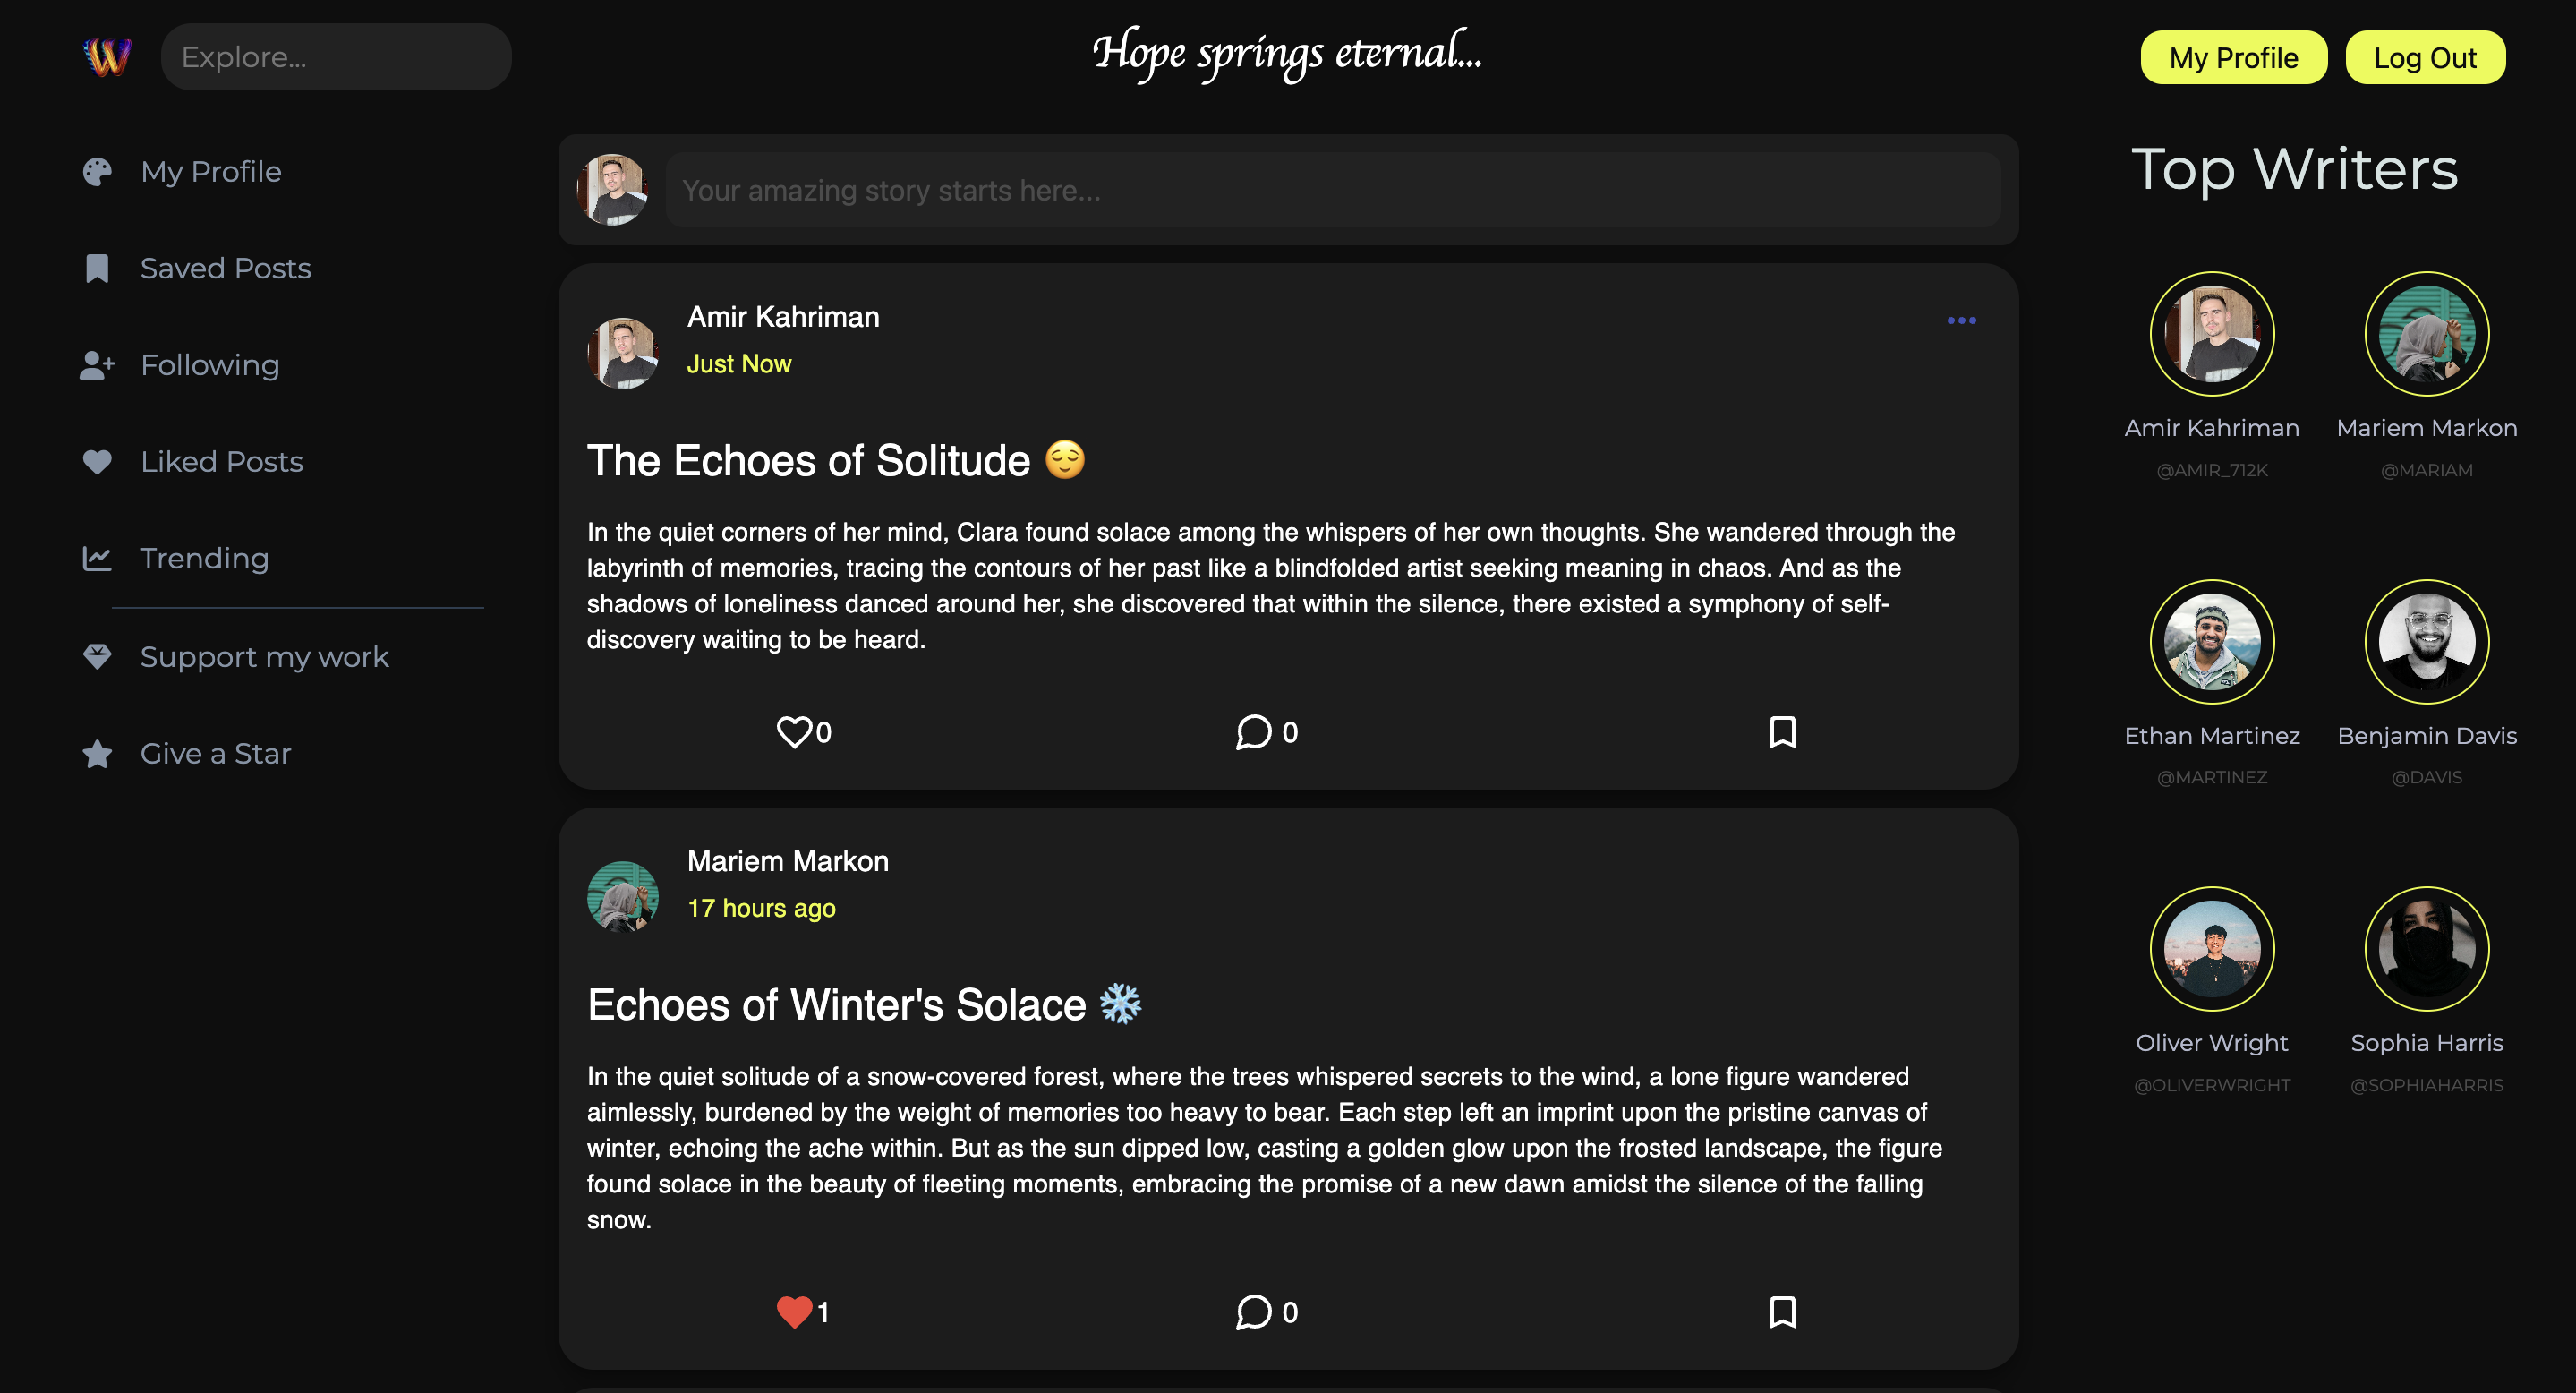 W
Explore...
Hope springs eternal...
My Profile
Log Out
My Profile
Saved Posts
Following
Liked Posts
Trending
Support my work
Give a Star
Your amazing story starts here...
Amir Kahriman
Just Now
The Echoes of Solitude 😌
In the quiet corners of her mind, Clara found solace among the whispers of her own thoughts. She wandered through the
labyrinth of memories, tracing the contours of her past like a blindfolded artist seeking meaning in chaos. And as the
shadows of loneliness danced around her, she discovered that within the silence, there existed a symphony of self-
discovery waiting to be heard.
0
0
Mariem Markon
17 hours ago
Echoes of Winter's Solace ❄️
In the quiet solitude of a snow-covered forest, where the trees whispered secrets to the wind, a lone figure wandered
aimlessly, burdened by the weight of memories too heavy to bear. Each step left an imprint upon the pristine canvas of
winter, echoing the ache within. But as the sun dipped low, casting a golden glow upon the frosted landscape, the figure
found solace in the beauty of fleeting moments, embracing the promise of a new dawn amidst the silence of the falling
snow.
1
0
Top Writers
Amir Kahriman
@AMIR_712K
Mariem Markon
@MARIAM
Ethan Martinez
@MARTINEZ
Benjamin Davis
@DAVIS
Oliver Wright
@OLIVERWRIGHT
Sophia Harris
@SOPHIAHARRIS